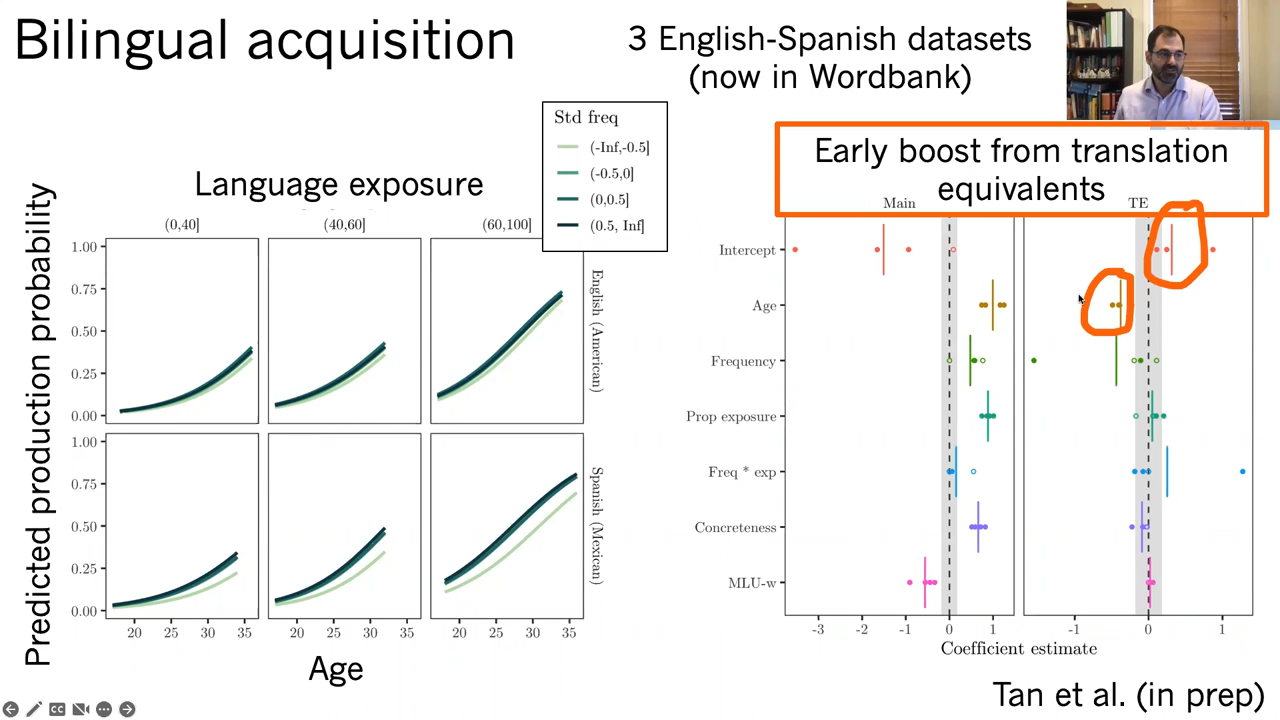 Bilingual acquisition
3 English-Spanish datasets
(now in Wordbank)
Std freq
(-Inf,-0.5]
(-0.5,0]
(0,0.5]
(0.5, Inf]
Language exposure
(0,40]
(40,60]
(60,100]
Predicted production probability
1.00
0.75
0.50
0.25
0.00
English (American)
1.00
0.75
0.50
0.25
0.00
Spanish (Mexican)
20 25 30 35
20 25 30 35
20 25 30 35
Age
Early boost from translation
equivalents
Main
TE
Intercept
Age
Frequency
Prop exposure
Freq * exp
Concreteness
MLU-w
-3 -2 -1 0 1
-1 0 1
Coefficient estimate
Tan et al. (in prep)
CC